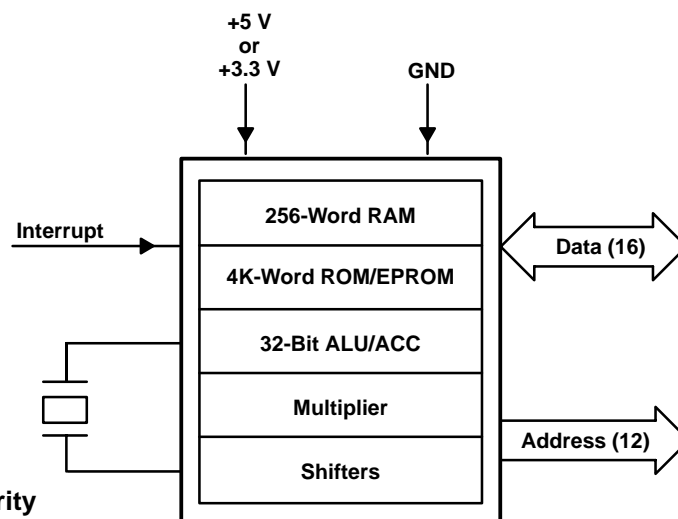 +5 V
or
+3.3 V
GND
256-Word RAM
Interrupt
Data (16)
4K-Word ROM/EPROM
32-Bit ALU/ACC
Multiplier
Address (12)
Shifters
rity